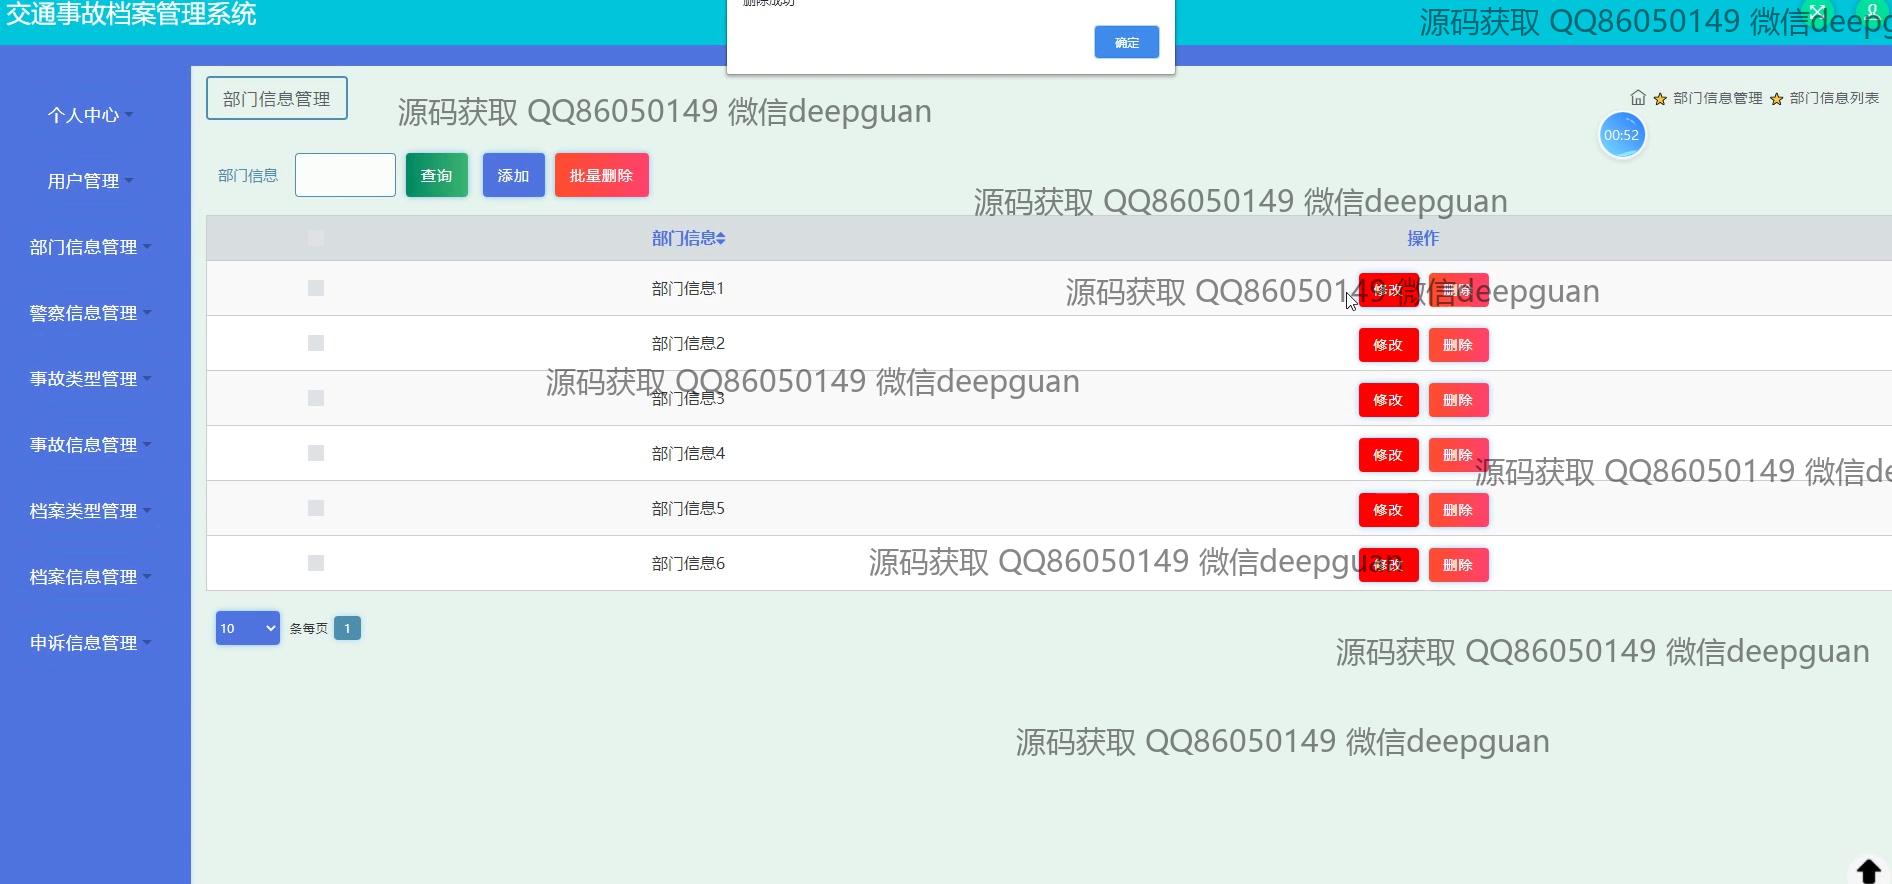 交通事故档案管理系统
删除成功
确定
源码获取 QQ86050149 微信deepg
个人中心
用户管理
部门信息管理
警察信息管理
事故类型管理
事故信息管理
档案类型管理
档案信息管理
申诉信息管理
部门信息管理
源码获取 QQ86050149 微信deepguan
部门信息管理 部门信息列表
00:52
部门信息 查询 添加 批量删除
源码获取 QQ86050149 微信deepguan
部门信息 操作
部门信息1 修改 删除
源码获取 QQ86050149 微信deepguan
部门信息2 修改 删除
源码获取 QQ86050149 微信deepguan
部门信息3 修改 删除
部门信息4 修改 删除
源码获取 QQ86050149 微信de
部门信息5 修改 删除
部门信息6 修改 删除
源码获取 QQ86050149 微信deepguan
10 条每页 1
源码获取 QQ86050149 微信deepguan
源码获取 QQ86050149 微信deepguan